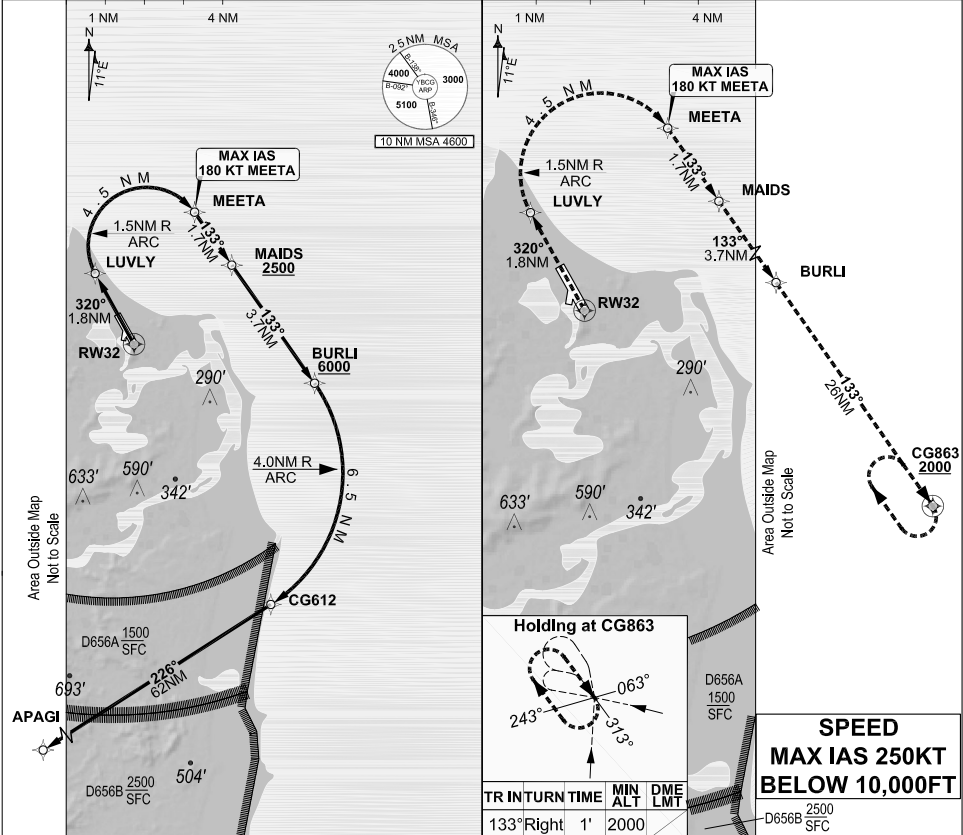 1 NM
4 NM
N
11°E
25NM MSA
B-138°
4000
3000
B-092°
YBCG
ARP
5100
B-346°
10 NM MSA 4600
MAX IAS
180 KT MEETA
4.5 NM
MEETA
1.5NM R
ARC
133°
1.7NM
MAIDS
2500
LUVLY
320°
1.8NM
133°
3.7NM
RW32
BURLI
6000
290'
4.0NM R
ARC
6.5NM
633'
590'
342'
Area Outside Map
Not to Scale
CG612
D656A 1500
SFC
226°
62NM
693'
APAGI
D656B 2500
SFC
504'
1 NM
4 NM
N
11°E
MAX IAS
180 KT MEETA
4.5 NM
MEETA
1.5NM R
ARC
133°
1.7NM
LUVLY
MAIDS
320°
1.8NM
133°
3.7NM
BURLI
RW32
290'
133°
26NM
CG863
2000
633'
590'
342'
Area Outside Map
Not to Scale
Holding at CG863
063°
243°
313°
TR IN TURN TIME MIN ALT DME LMT
133° Right 1' 2000
D656A
1500
SFC
SPEED
MAX IAS 250KT
BELOW 10,000FT
D656B 2500
SFC